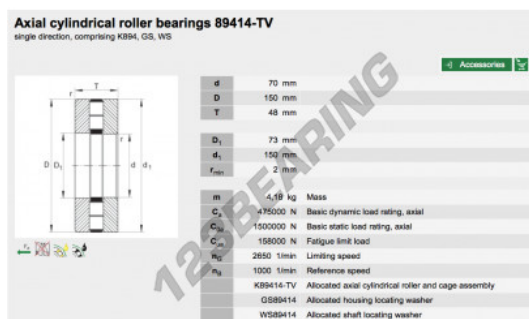 Axial cylindrical roller bearings 89414-TV
single direction, comprising K894, GS, WS
Accessories
d 70 mm
D 150 mm
T 48 mm
D1 73 mm
d1 150 mm
rmin 2 mm
m 4,18 kg Mass
Ca 475000 N Basic dynamic load rating, axial
C0a 1500000 N Basic static load rating, axial
158000 N Fatigue limit load
nG 2650 1/min Limiting speed
1000 1/min Reference speed
K89414-TV Allocated axial cylindrical roller and cage assembly
GS89414 Allocated housing locating washer
WS89414 Allocated shaft locating washer
T
r
r
D D1 d d1
123BEARING